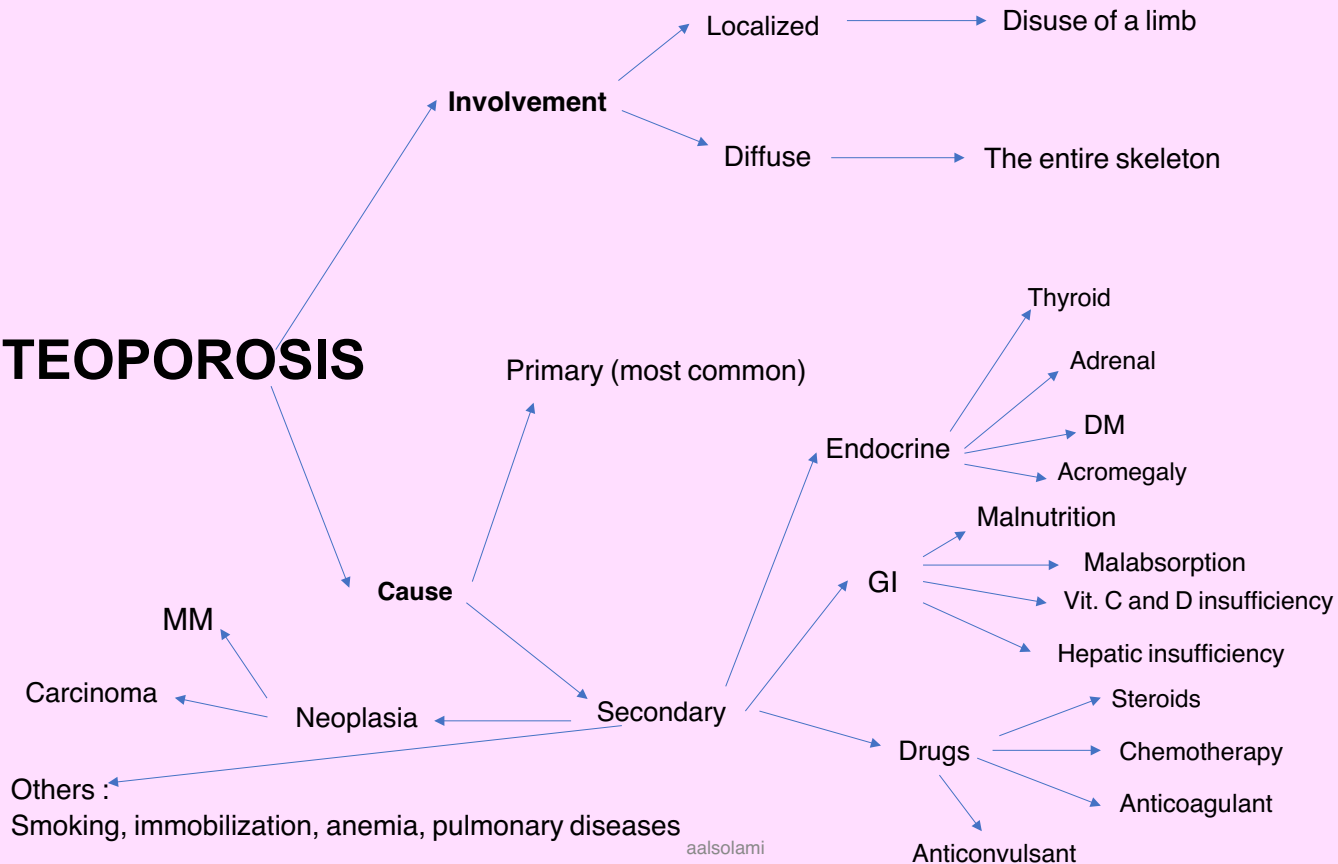 Localized
Disuse of a limb
Involvement
Diffuse
The entire skeleton
TEOPOROSIS
Primary (most common)
Thyroid
Adrenal
DM
Endocrine
Acromegaly
Malnutrition
GI
Malabsorption
Vit. C and D insufficiency
Hepatic insufficiency
Cause
MM
Carcinoma
Neoplasia
Secondary
Steroids
Drugs
Chemotherapy
Anticoagulant
Anticonvulsant
Others :
Smoking, immobilization, anemia, pulmonary diseases
aalsolami